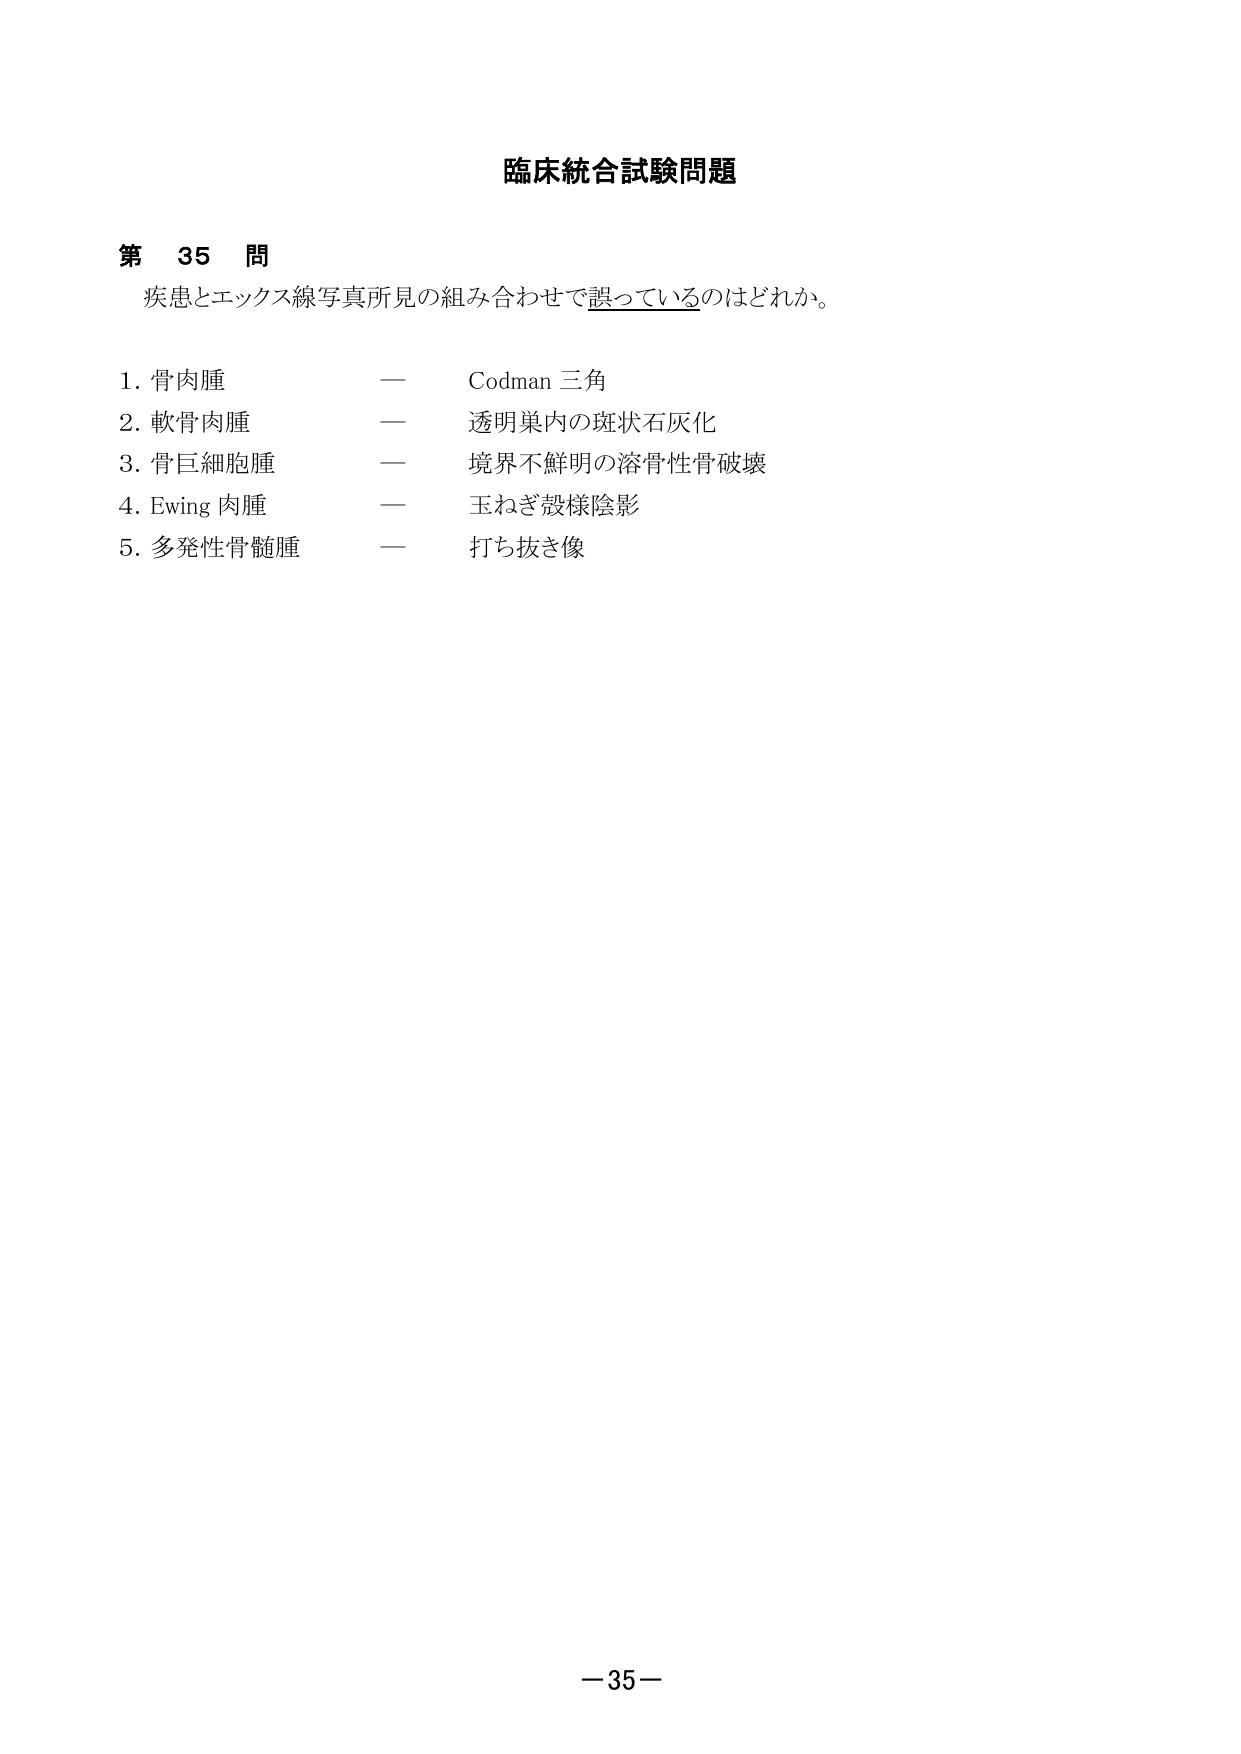 臨床統合試験問題
第 35 問
疾患とエックス線写真所見の組み合わせで誤っているのはどれか。
1. 骨肉腫 ― Codman 三角
2. 軟骨肉腫 ― 透明巣内の斑状石灰化
3. 骨巨細胞腫 ― 境界不鮮明の溶骨性骨破壊
4. Ewing 肉腫 ― 玉ねぎ殻様陰影
5. 多発性骨髄腫 ― 打ち抜き像
－35－